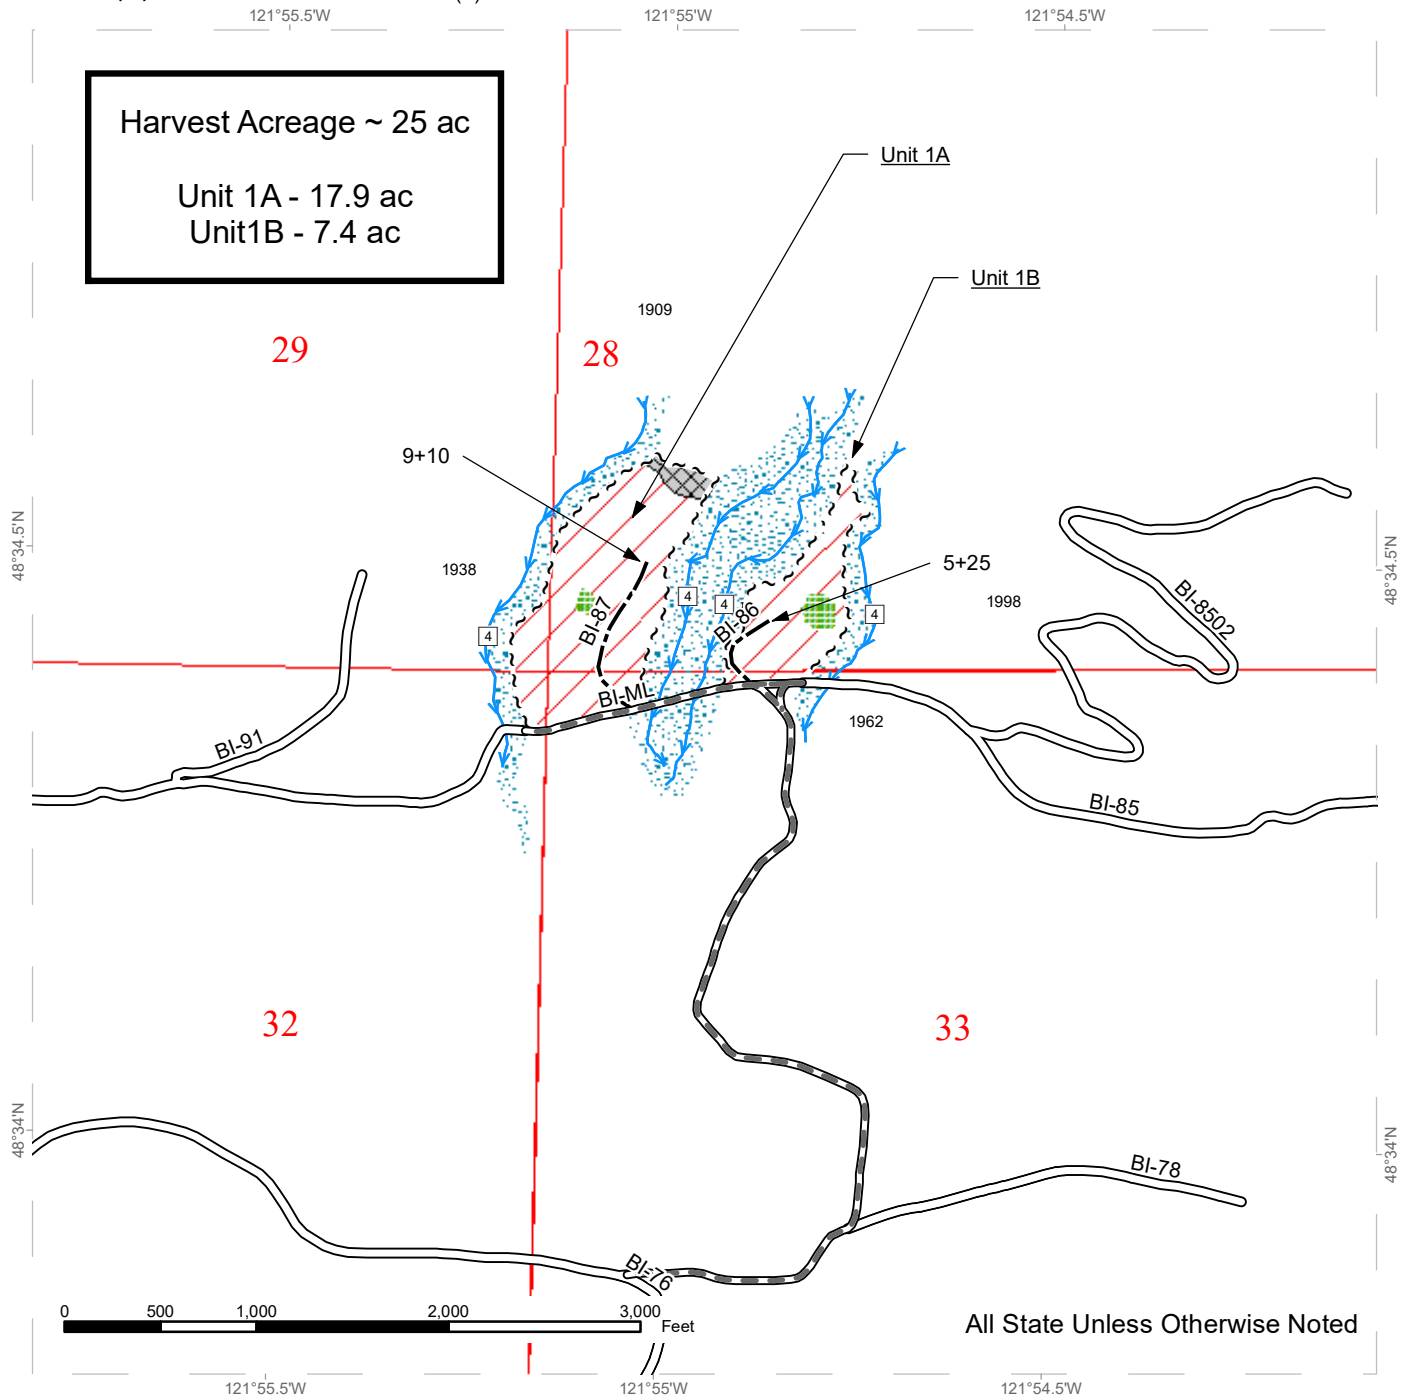 121°55.5'W
121°55'W
121°54.5'W
Harvest Acreage ~ 25 ac
Unit 1A - 17.9 ac
Unit1B - 7.4 ac
Unit 1A
Unit 1B
1909
29
28
9+10
48°34.5'N
48°34.5'N
1938
5+25
1998
BI-8502
4
4
4
4
BI-87
BI-86
BI-ML
1962
BI-91
BI-85
32
33
48°34'N
48°34'N
BI-78
BI-76
0
500
1,000
2,000
3,000
Feet
All State Unless Otherwise Noted
121°55.5'W
121°55'W
121°54.5'W